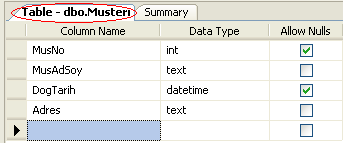 Table - dbo.Musteri Summary
Column Name Data Type Allow Nulls
MusNo int
MusAdSoy text
DogTarih datetime
Adres text